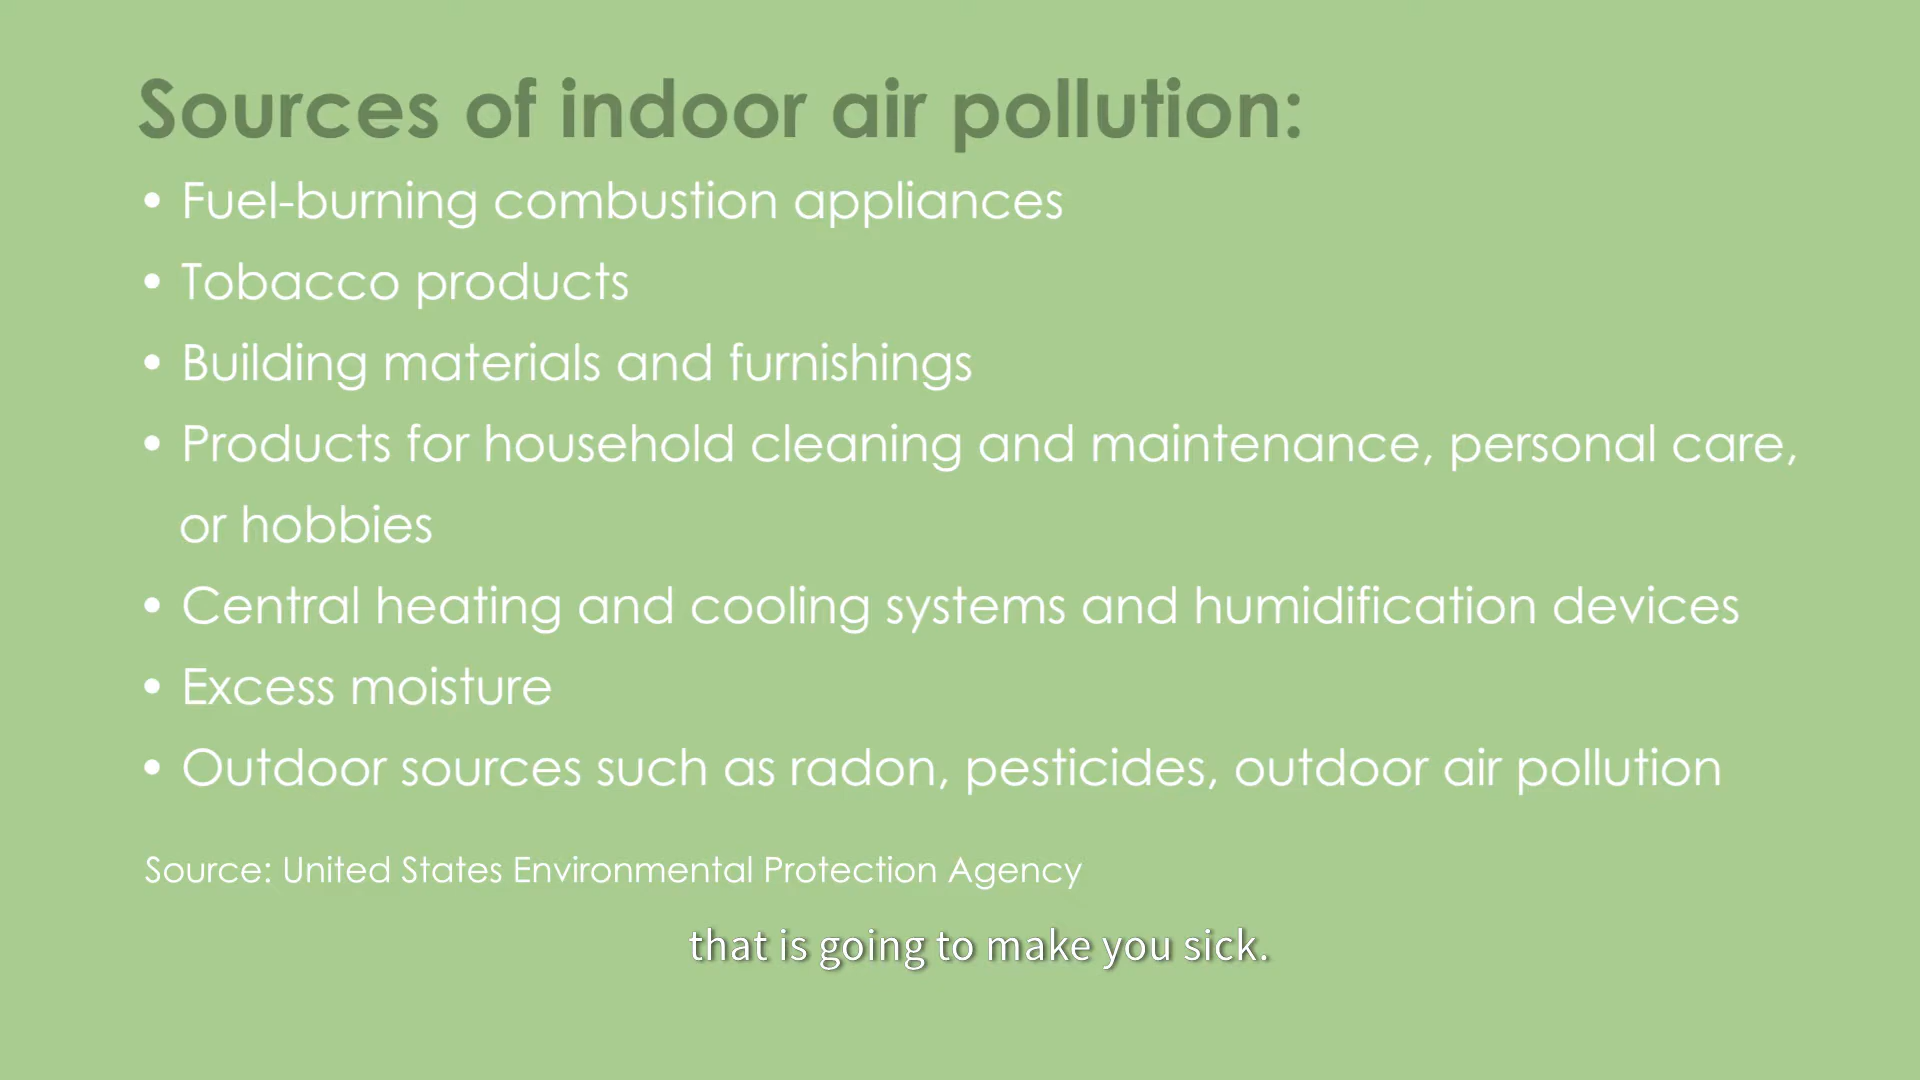 Sources of indoor air pollution:
• Fuel-burning combustion appliances
• Tobacco products
• Building materials and furnishings
• Products for household cleaning and maintenance, personal care,
or hobbies
• Central heating and cooling systems and humidification devices
• Excess moisture
• Outdoor sources such as radon, pesticides, outdoor air pollution
Source: United States Environmental Protection Agency
that is going to make you sick.